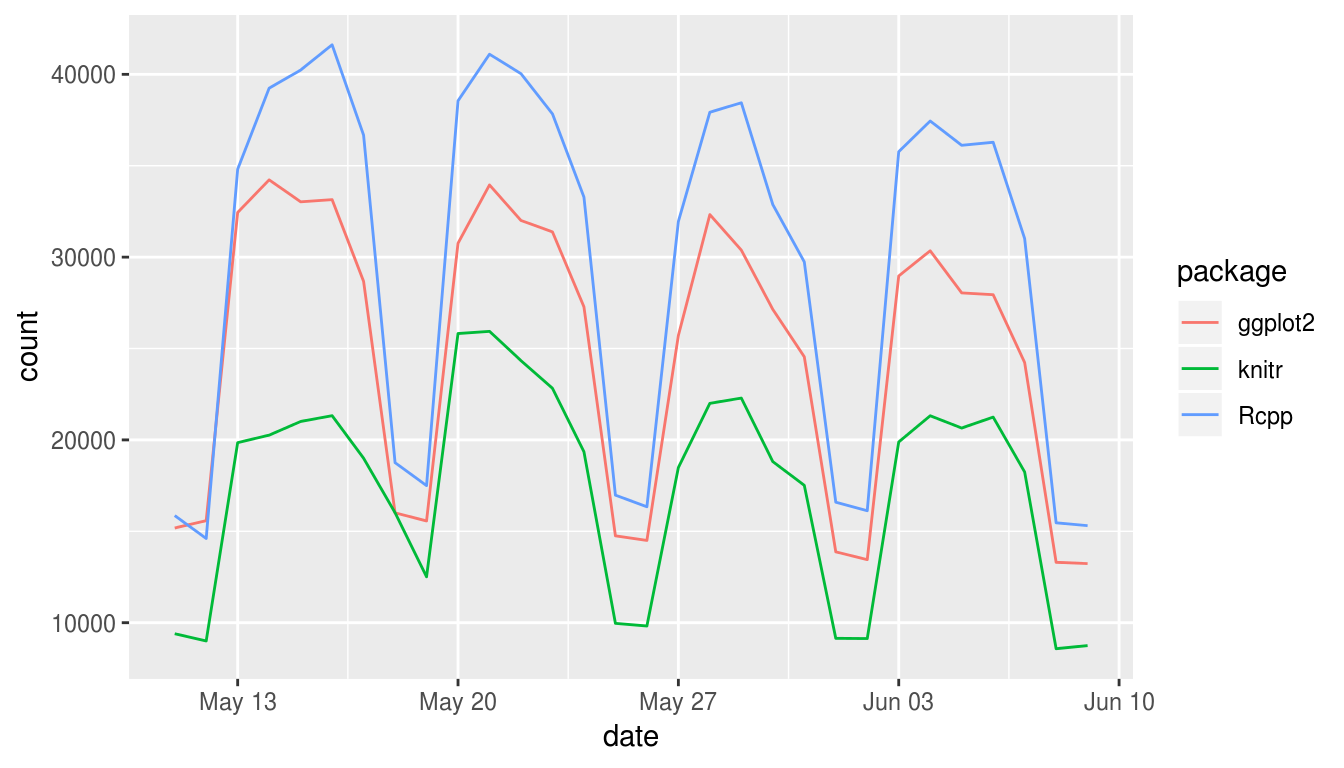 40000
30000
20000
10000
count
May 13
May 20
May 27
Jun 03
Jun 10
date
package
ggplot2
knitr
Rcpp